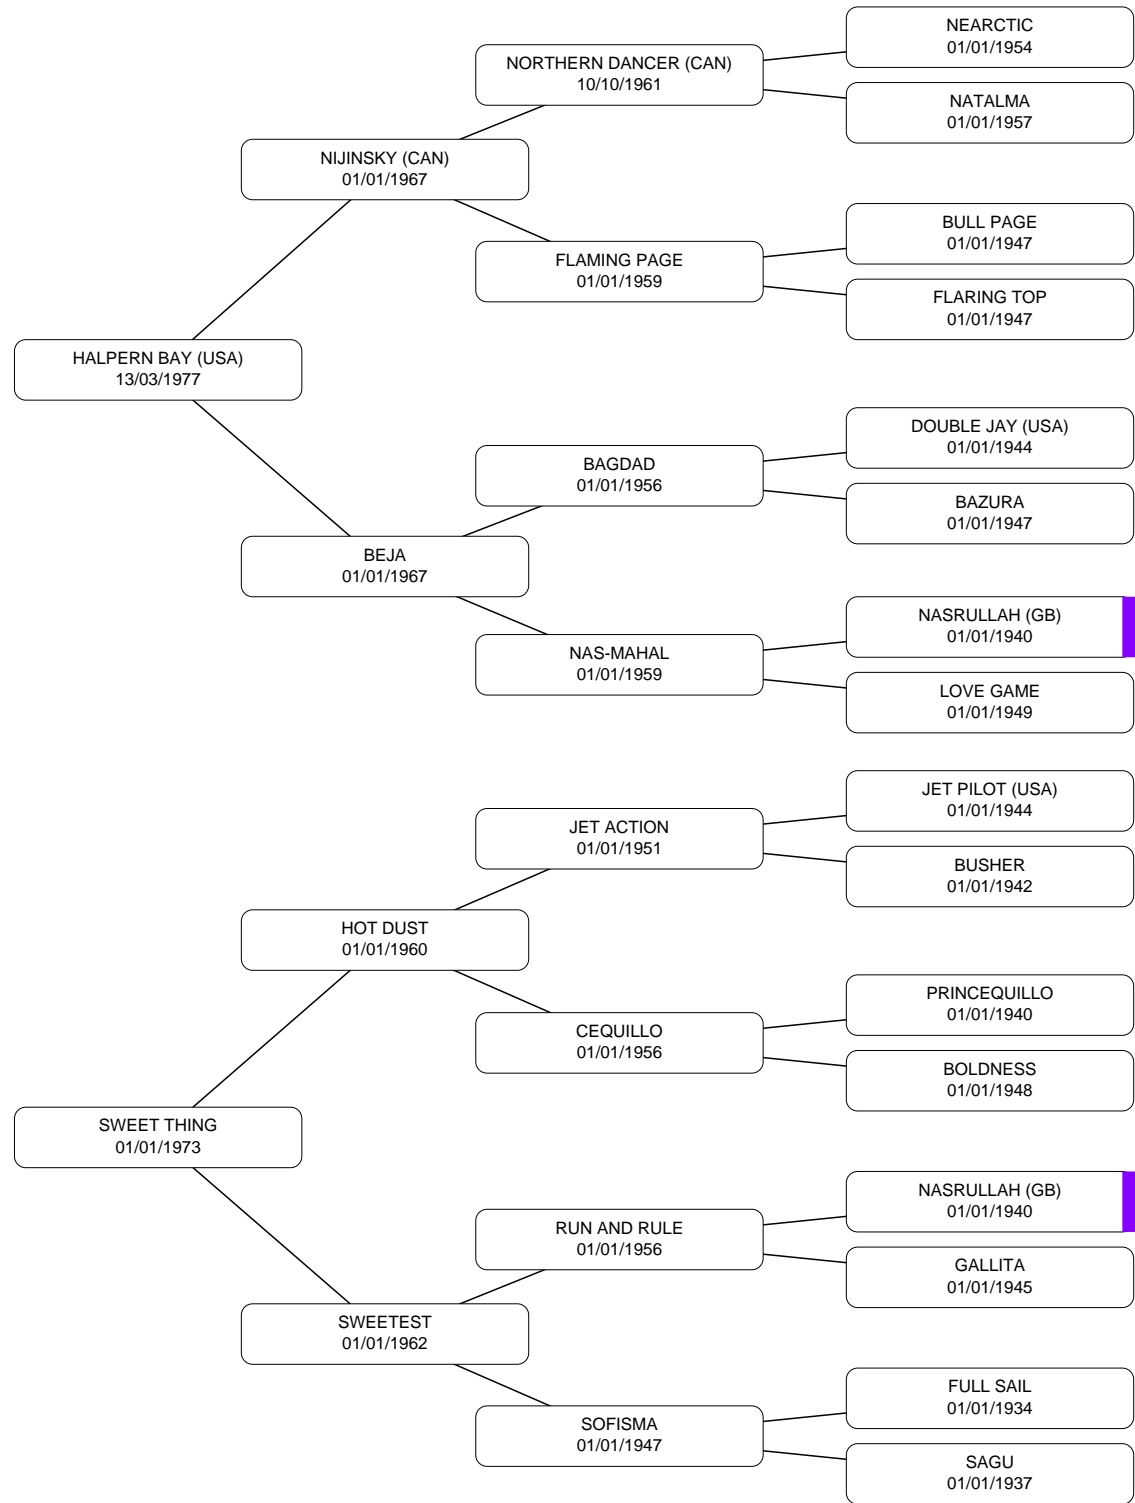 NEARCTIC
01/01/1954
NORTHERN DANCER (CAN)
10/10/1961
NATALMA
01/01/1957
NIJINSKY (CAN)
01/01/1967
BULL PAGE
01/01/1947
FLAMING PAGE
01/01/1959
FLARING TOP
01/01/1947
HALPERN BAY (USA)
13/03/1977
DOUBLE JAY (USA)
01/01/1944
BAGDAD
01/01/1956
BAZURA
01/01/1947
BEJA
01/01/1967
NASRULLAH (GB)
01/01/1940
NAS-MAHAL
01/01/1959
LOVE GAME
01/01/1949
JET PILOT (USA)
01/01/1944
JET ACTION
01/01/1951
BUSHER
01/01/1942
HOT DUST
01/01/1960
PRINCEQUILLO
01/01/1940
CEQUILLO
01/01/1956
BOLDNESS
01/01/1948
SWEET THING
01/01/1973
NASRULLAH (GB)
01/01/1940
RUN AND RULE
01/01/1956
GALLITA
01/01/1945
SWEETEST
01/01/1962
FULL SAIL
01/01/1934
SOFISMA
01/01/1947
SAGU
01/01/1937